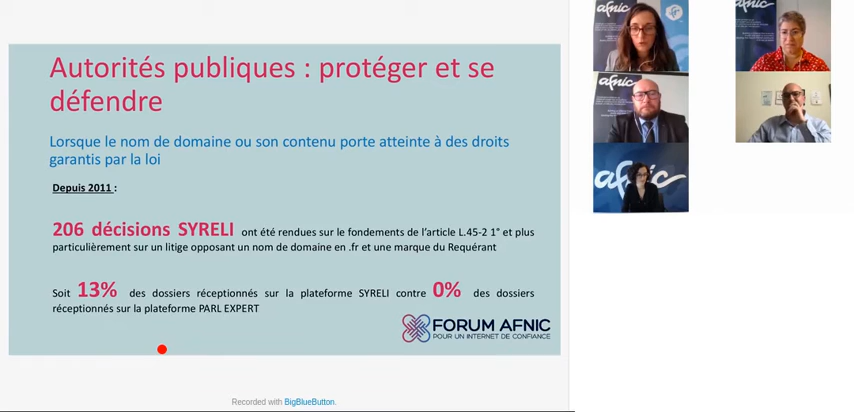 Autorités publiques : protéger et se
défendre
Lorsque le nom de domaine ou son contenu porte atteinte à des droits
garantis par la loi
Depuis 2011 :
206 décisions SYRELI ont été rendues sur le fondements de l'article L.45-2 1° et plus
particulièrement sur un litige opposant un nom de domaine en .fr et une marque du Requérant
Soit 13% des dossiers réceptionnés sur la plateforme SYRELI contre 0% des dossiers
réceptionnés sur la plateforme PARL EXPERT
FORUM AFNIC
POUR UN INTERNET DE CONFIANCE
Recorded with BigBlueButton.
afnic
afnic
afnic
afnic